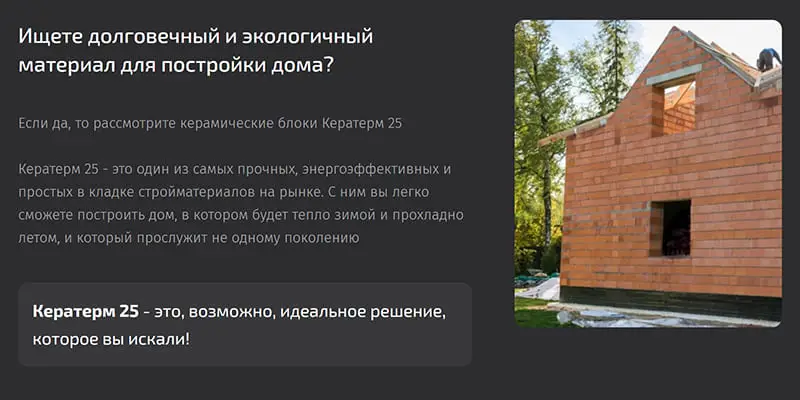 Ищете долговечный и экологичный
материал для постройки дома?
Если да, то рассмотрите керамические блоки Кератерм 25
Кератерм 25 - это один из самых прочных, энергоэффективных и
простых в кладке стройматериалов на рынке. С ним вы легко
сможете построить дом, в котором будет тепло зимой и прохладно
летом, и который прослужит не одному поколению
Кератерм 25 - это, возможно, идеальное решение,
которое вы искали!